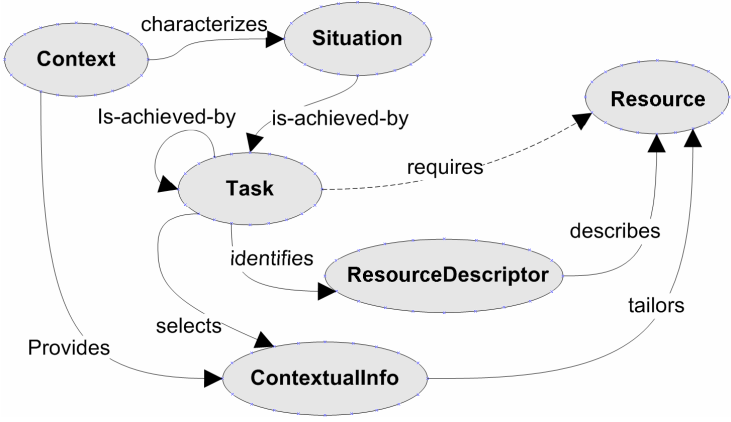 characterizes
Situation
Context
Resource
Is-achieved-by
is-achieved-by
requires
Task
describes
identifies
ResourceDescriptor
tailors
selects
Provides
ContextualInfo